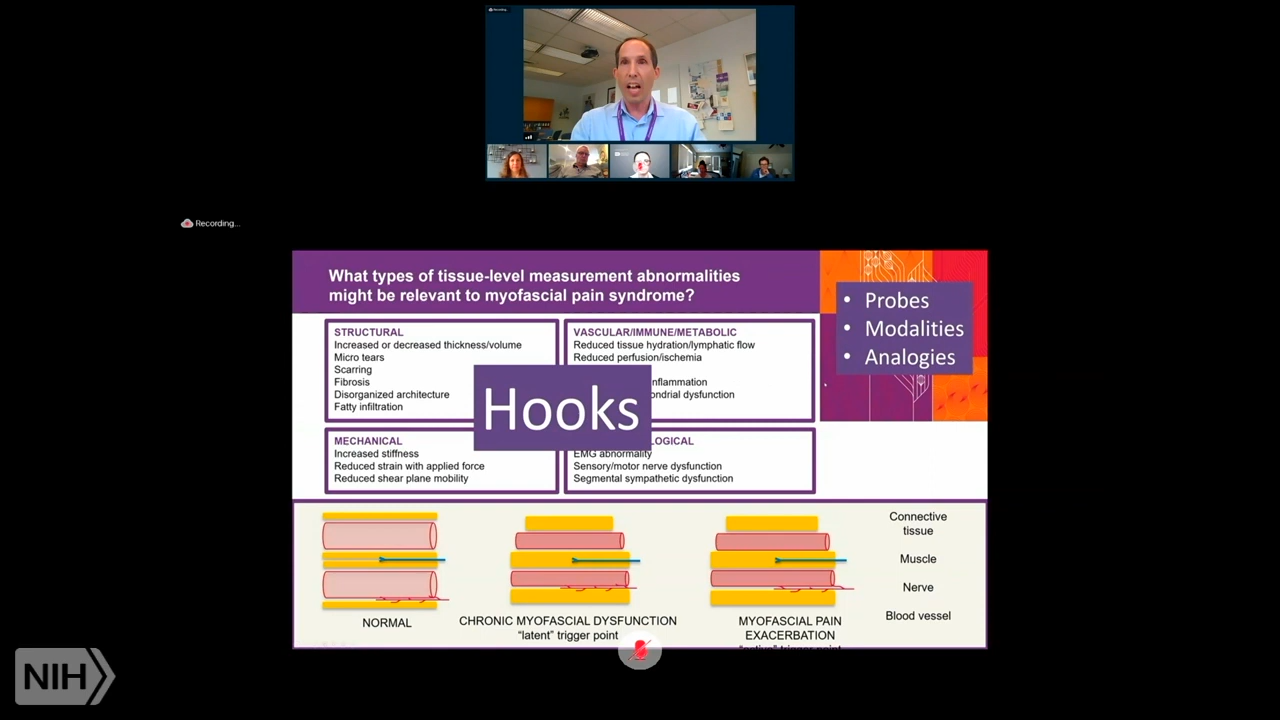 Recording...
Recording...
What types of tissue-level measurement abnormalities
might be relevant to myofascial pain syndrome?
• Probes
• Modalities
• Analogies
STRUCTURAL
Increased or decreased thickness/volume
Micro tears
Scarring
Fibrosis
Disorganized architecture
Fatty infiltration
VASCULAR/IMMUNE/METABOLIC
Reduced tissue hydration/lymphatic flow
Reduced perfusion/ischemia
nflammation
ondrial dysfunction
Hooks
MECHANICAL
Increased stiffness
Reduced strain with applied force
Reduced shear plane mobility
LOGICAL
EMG abnormality
Sensory/motor nerve dysfunction
Segmental sympathetic dysfunction
NORMAL
CHRONIC MYOFASCIAL DYSFUNCTION
"latent" trigger point
MYOFASCIAL PAIN
EXACERBATION
Connective
tissue
Muscle
Nerve
Blood vessel
NIH